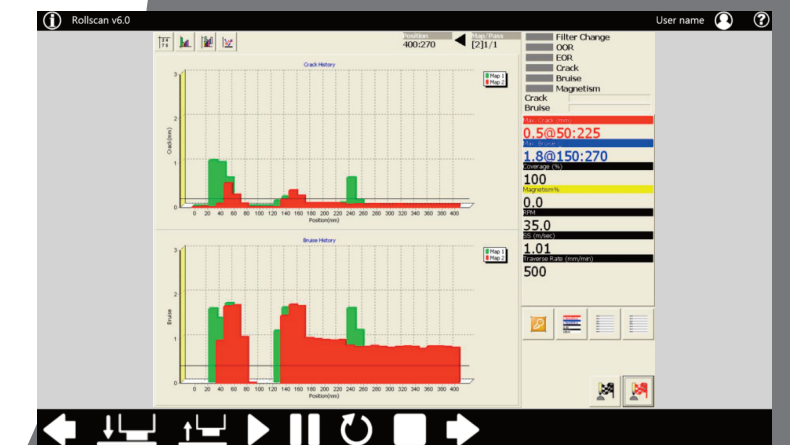 Rollscan v6.0
User name
Position
400:270
Map/Pass
[2]1/1
Filter Change
OOR
EOR
Crack
Bruise
Magnetism
Crack
Bruise
Max. Crack (mm)
0.5@50:225
Max. Bruise
1.8@150:270
Coverage (%)
100
Magnetism%
0.0
RPM
35.0
SS (m/sec)
1.01
Traverse Rate (mm/min)
500
Crack History
Map 1
Map 2
3
2
1
0
Crack(mm)
0 20 40 60 80 100 120 140 160 180 200 220 240 260 280 300 320 340 360 380 400
Position(mm)
Bruise History
Map 1
Map 2
3
2
1
0
Bruise
0 20 40 60 80 100 120 140 160 180 200 220 240 260 280 300 320 340 360 380 400
Position(mm)